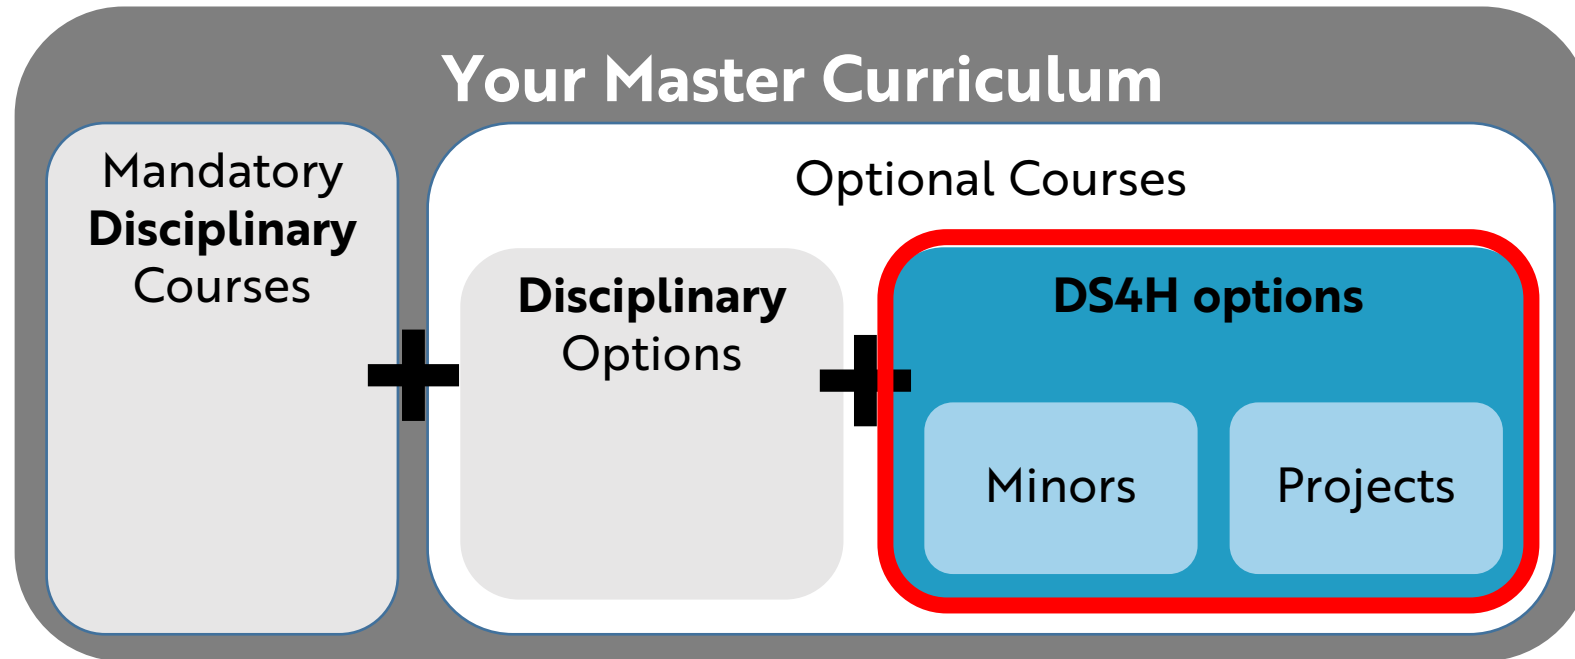 Your Master Curriculum
Mandatory
Disciplinary
Courses
Optional Courses
Disciplinary
Options
DS4H options
Minors
Projects